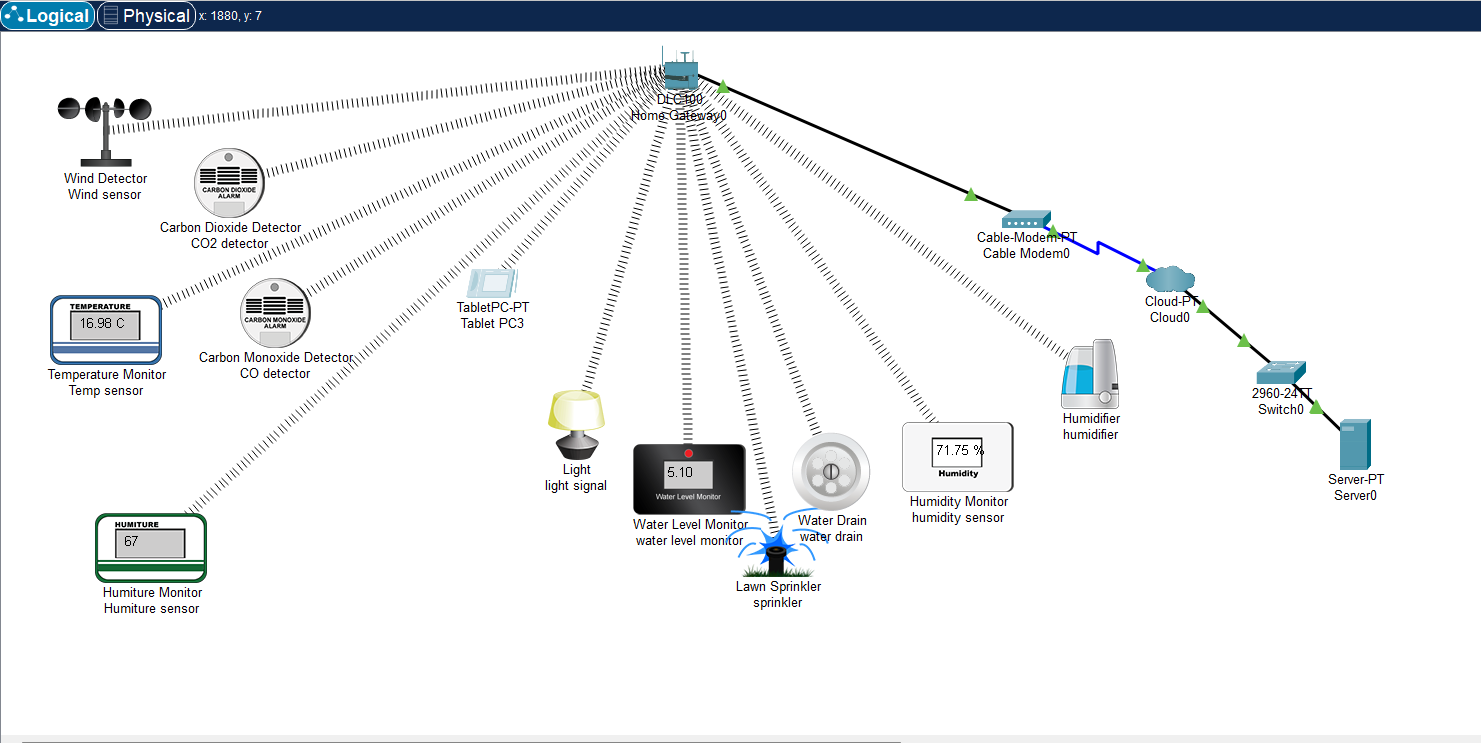 Logical
Physical
x: 1880, y: 7
DLC100
Home Gateway0
Wind Detector
Wind sensor
CARBON DIOXIDE
ALARM
Carbon Dioxide Detector
CO2 detector
Cable-Modem-PT
Cable Modem0
TEMPERATURE
16.98 C
Temperature Monitor
Temp sensor
CARBON MONOXIDE
ALARM
Carbon Monoxide Detector
CO detector
TabletPC-PT
Tablet PC3
Cloud-PT
Cloud0
2960-24TT
Switch0
Humidifier
humidifier
Light
light signal
5.10
Water Level Monitor
Water Level Monitor
water level monitor
Water Drain
water drain
71.75 %
Humidity
Humidity Monitor
humidity sensor
Server-PT
Server0
HUMITURE
67
Humiture Monitor
Humiture sensor
Lawn Sprinkler
sprinkler